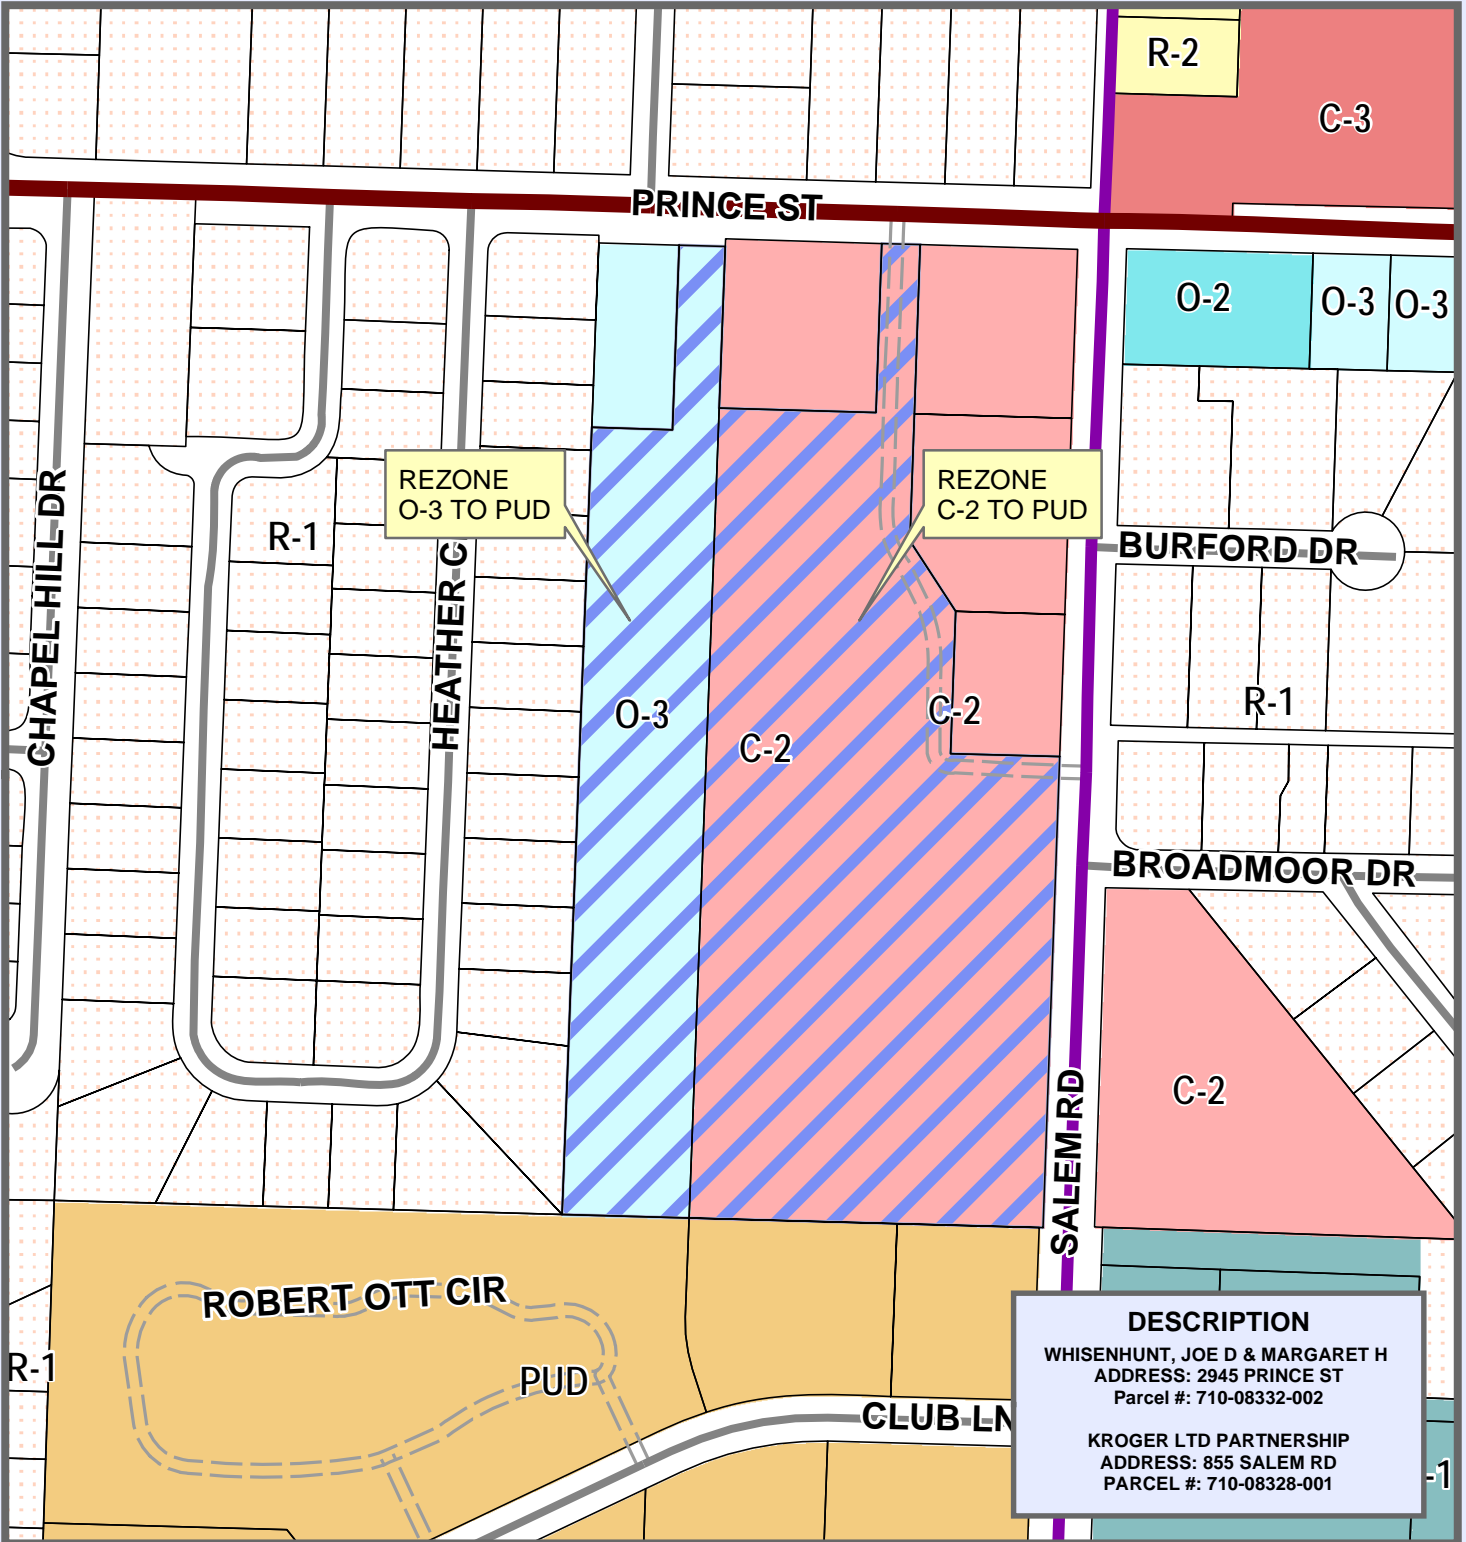 R-2
C-3
PRINCE ST
O-2
O-3
O-3
REZONE
O-3 TO PUD
REZONE
C-2 TO PUD
R-1
CHAPEL HILL DR
HEATHER C
BURFORD DR
O-3
C-2
C-2
R-1
BROADMOOR DR
C-2
SALEM RD
ROBERT OTT CIR
PUD
R-1
CLUB LN
DESCRIPTION
WHISENHUNT, JOE D & MARGARET H
ADDRESS: 2945 PRINCE ST
Parcel #: 710-08332-002
KROGER LTD PARTNERSHIP
ADDRESS: 855 SALEM RD
PARCEL #: 710-08328-001
-1